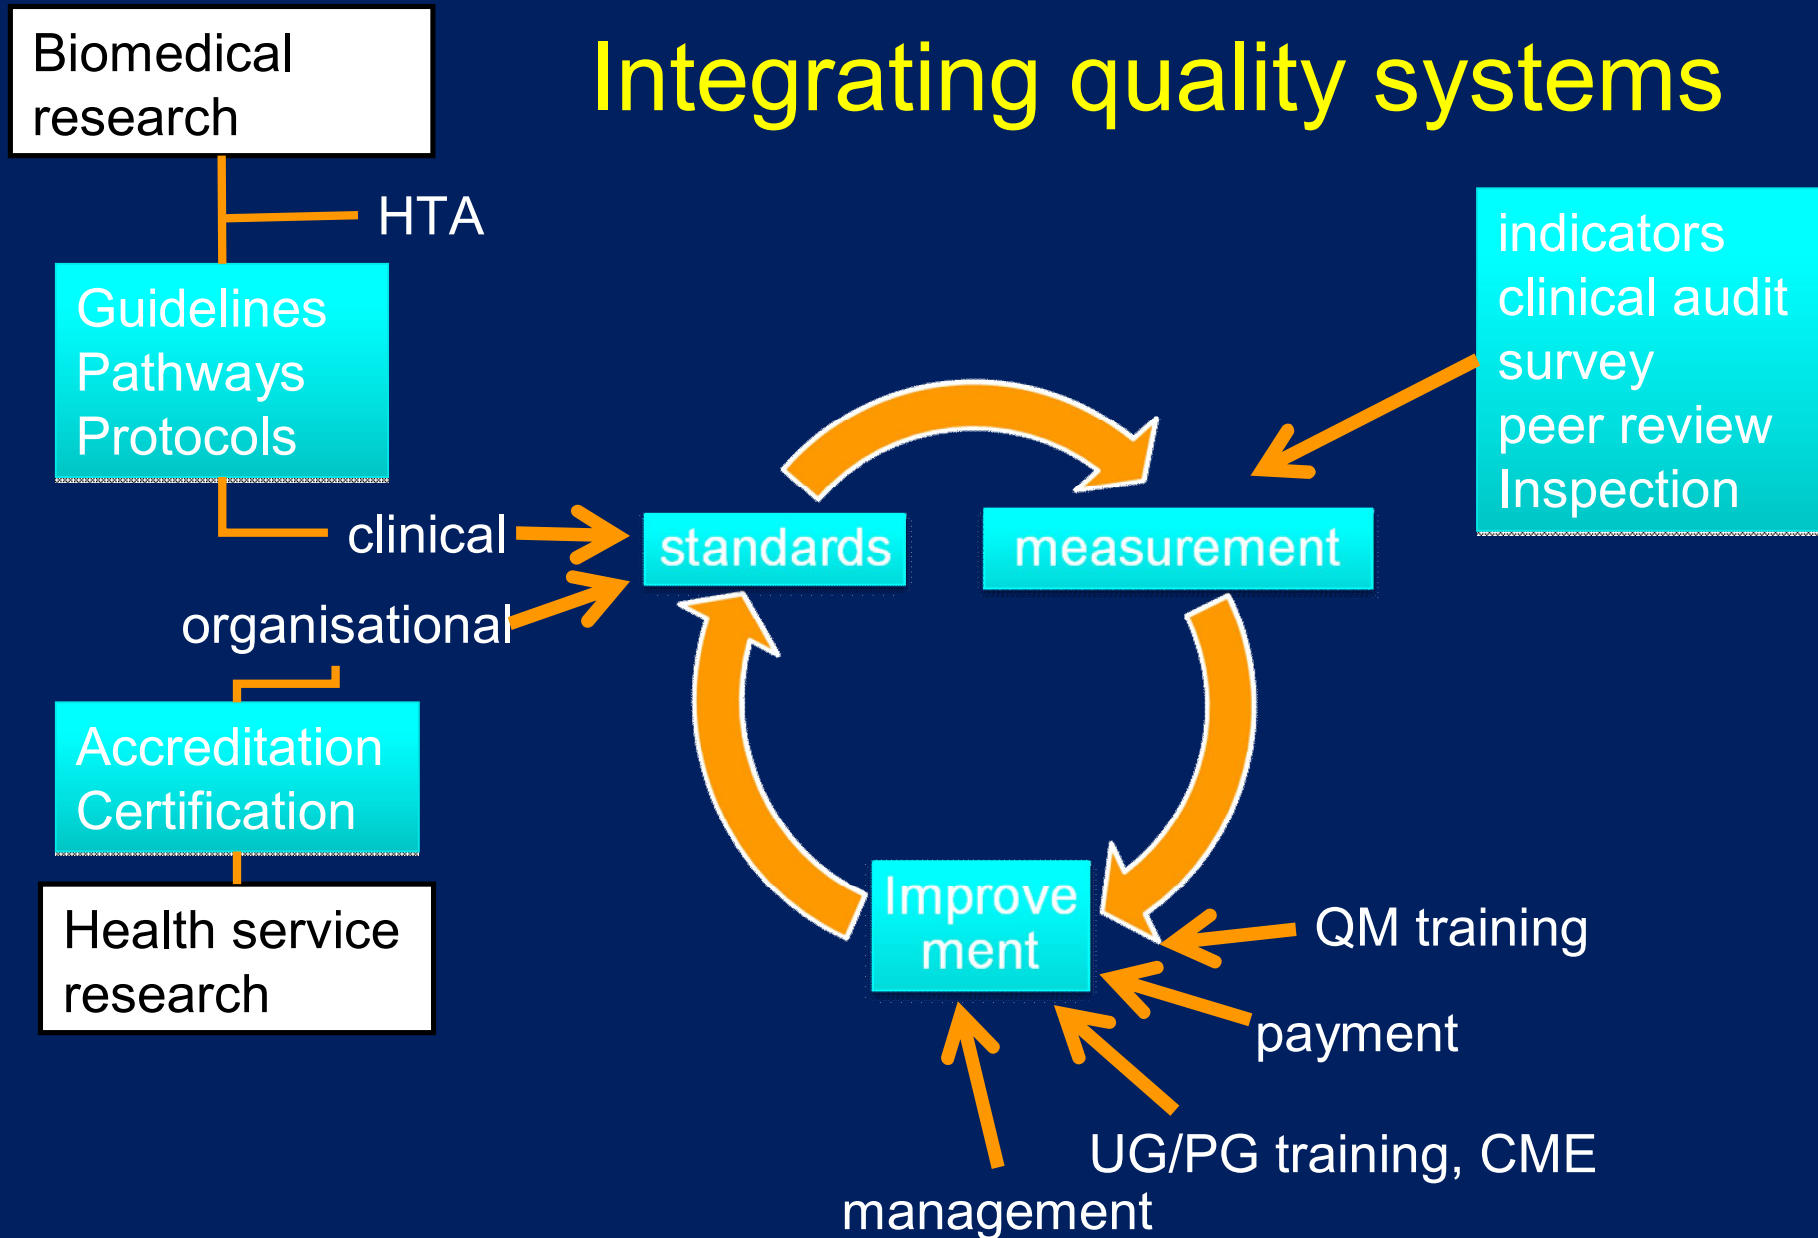 Biomedical
research
Integrating quality systems
HTA
Guidelines
Pathways
Protocols
indicators
clinical audit
survey
peer review
Inspection
clinical
standards
measurement
organisational
Accreditation
Certification
Health service
research
Improve
ment
QM training
payment
UG/PG training, CME
management